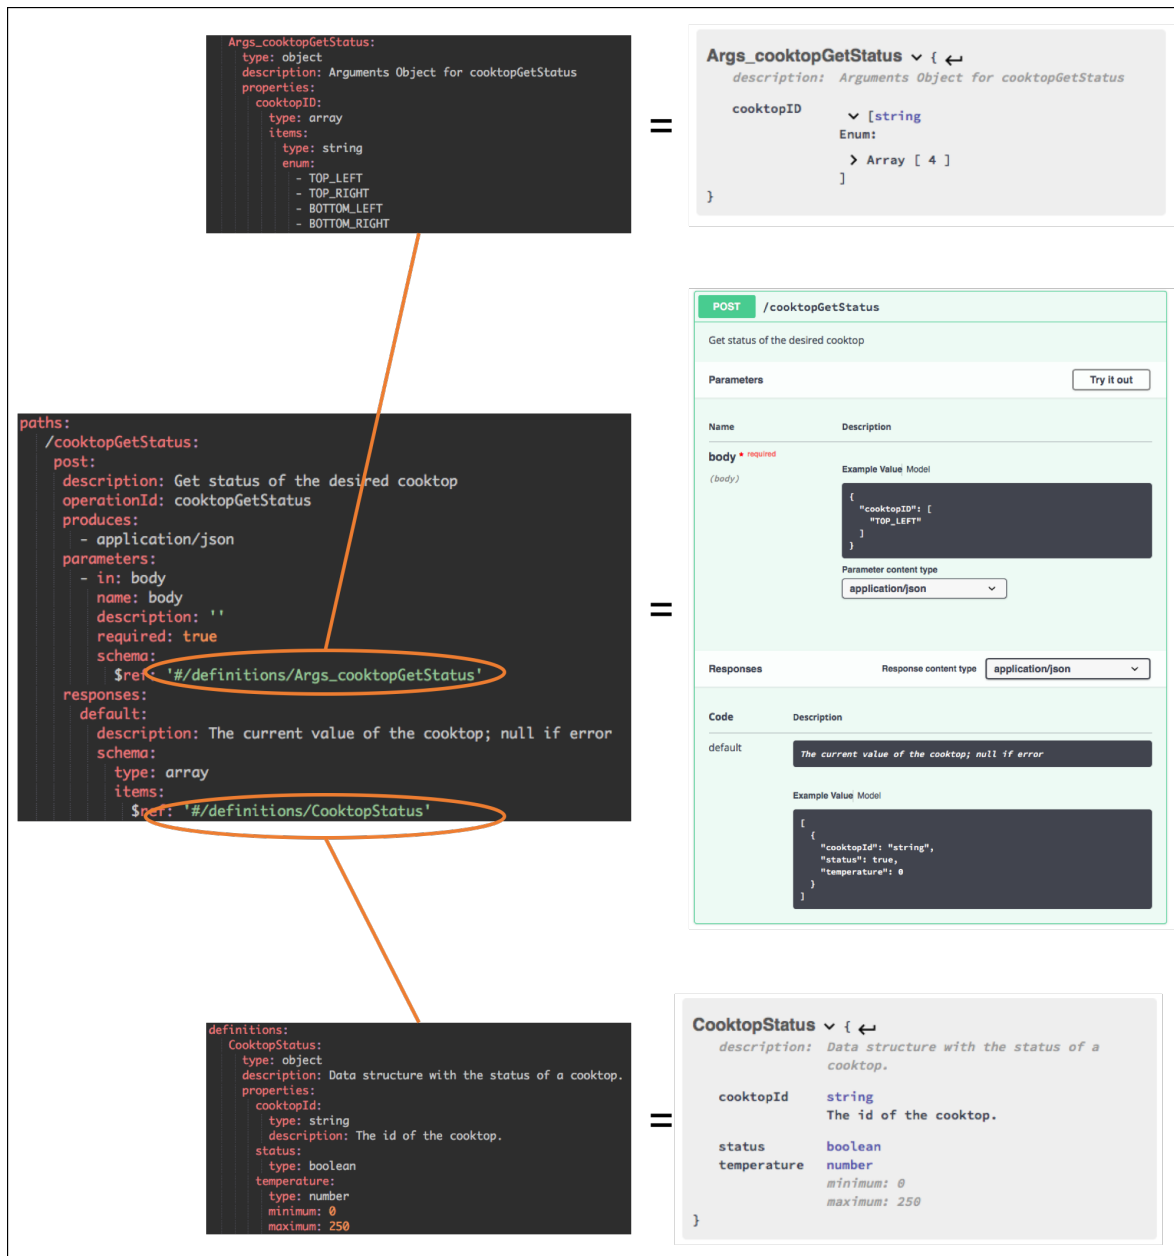 Args_cooktopGetStatus:
type: object
description: Arguments Object for cooktopGetStatus
properties:
cooktopID:
type: array
items:
type: string
enum:
- TOP_LEFT
- TOP_RIGHT
- BOTTOM_LEFT
- BOTTOM_RIGHT
=
Args_cooktopGetStatus { ↵
description: Arguments Object for cooktopGetStatus
cooktopID
[string
Enum:
Array [ 4 ]
]
}
paths:
/cooktopGetStatus:
post:
description: Get status of the desired cooktop
operationId: cooktopGetStatus
produces:
- application/json
parameters:
- in: body
name: body
description: ''
required: true
schema:
$ref: '#/definitions/Args_cooktopGetStatus'
responses:
default:
description: The current value of the cooktop; null if error
schema:
type: array
items:
$ref: '#/definitions/CooktopStatus'
=
POST /cooktopGetStatus
Get status of the desired cooktop
Parameters Try it out
Name Description
body * required
(body)
Example Value Model
{
"cooktopID": [
"TOP_LEFT"
]
}
Parameter content type
application/json
Responses Response content type application/json
Code Description
default
The current value of the cooktop; null if error
Example Value Model
[
{
"cooktopId": "string",
"status": true,
"temperature": 0
}
]
definitions:
CooktopStatus:
type: object
description: Data structure with the status of a cooktop.
properties:
cooktopId:
type: string
description: The id of the cooktop.
status:
type: boolean
temperature:
type: number
minimum: 0
maximum: 250
=
CooktopStatus { ↵
description: Data structure with the status of a
cooktop.
cooktopId string
The id of the cooktop.
status boolean
temperature number
minimum: 0
maximum: 250
}